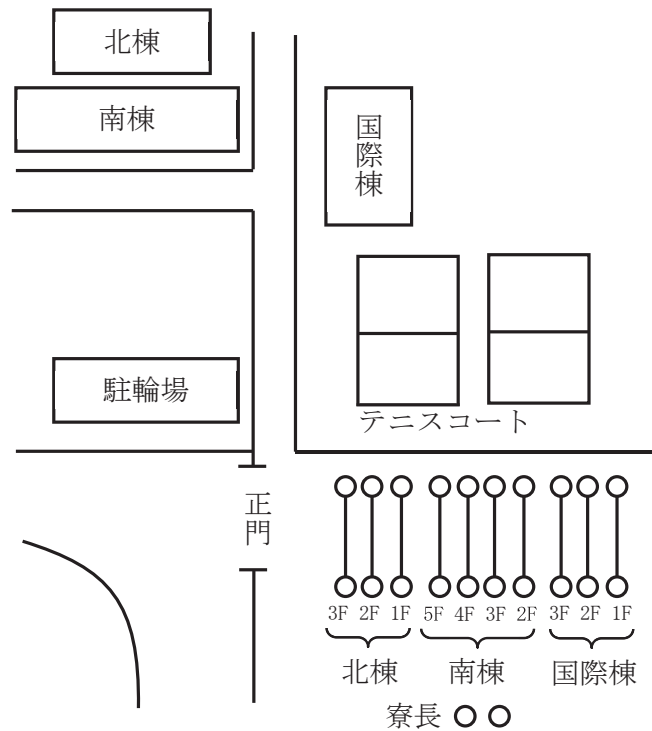 北棟
南棟
国際棟
駐輪場
テニスコート
正門
3F 2F 1F 5F 4F 3F 2F 3F 2F 1F
北棟 南棟 国際棟
寮長